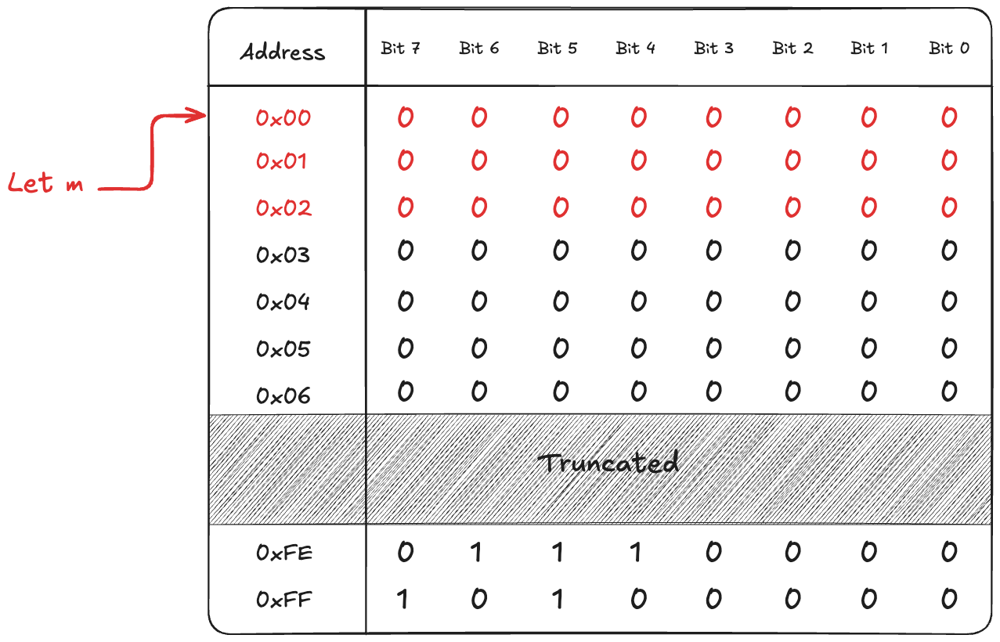 Address Bit 7 Bit 6 Bit 5 Bit 4 Bit 3 Bit 2 Bit 1 Bit 0
0x00 0 0 0 0 0 0 0 0
0x01 0 0 0 0 0 0 0 0
Let m
0x02 0 0 0 0 0 0 0 0
0x03 0 0 0 0 0 0 0 0
0x04 0 0 0 0 0 0 0 0
0x05 0 0 0 0 0 0 0 0
0x06 0 0 0 0 0 0 0 0
Truncated
0xFE 0 1 1 1 0 0 0 0
0xFF 1 0 1 0 0 0 0 0